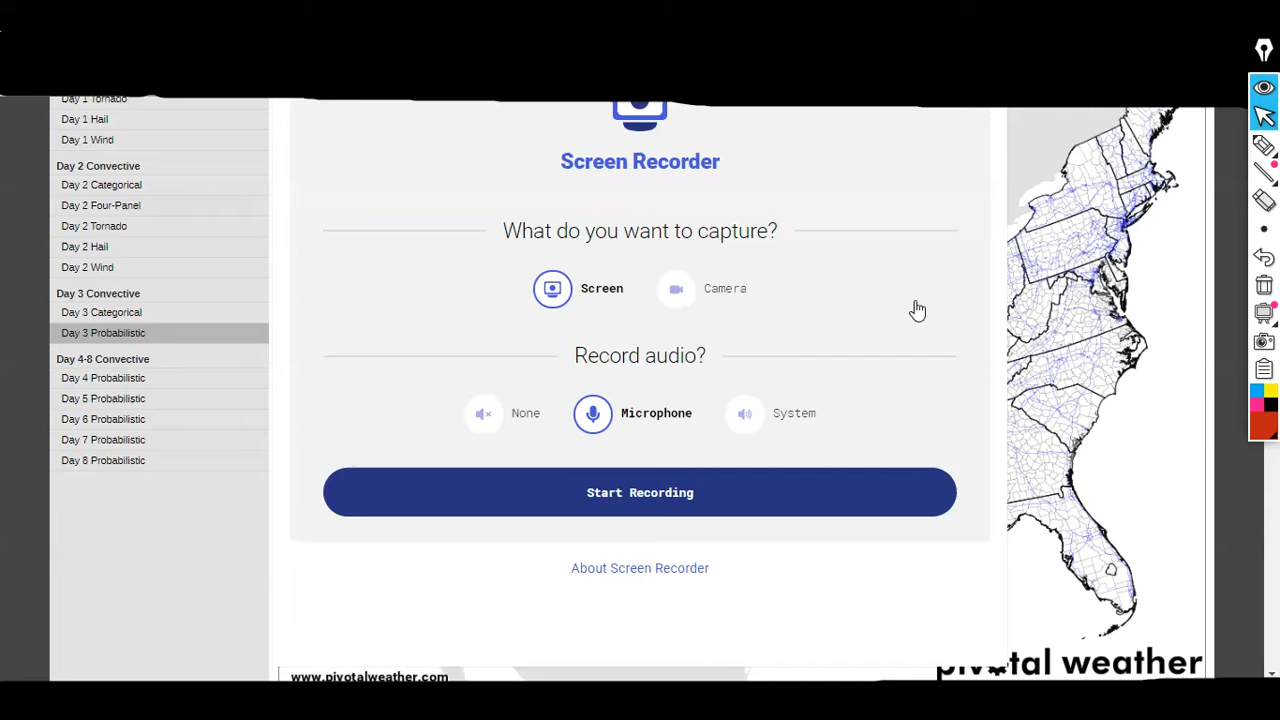 Day 1 Tornado
Day 1 Hail
Day 1 Wind
Day 2 Convective
Day 2 Categorical
Day 2 Four-Panel
Day 2 Tornado
Day 2 Hail
Day 2 Wind
Day 3 Convective
Day 3 Categorical
Day 3 Probabilistic
Day 4-8 Convective
Day 4 Probabilistic
Day 5 Probabilistic
Day 6 Probabilistic
Day 7 Probabilistic
Day 8 Probabilistic
Screen Recorder
What do you want to capture?
Screen Camera
Record audio?
None Microphone System
Start Recording
About Screen Recorder
www.pivotalweather.com
pivotal weather